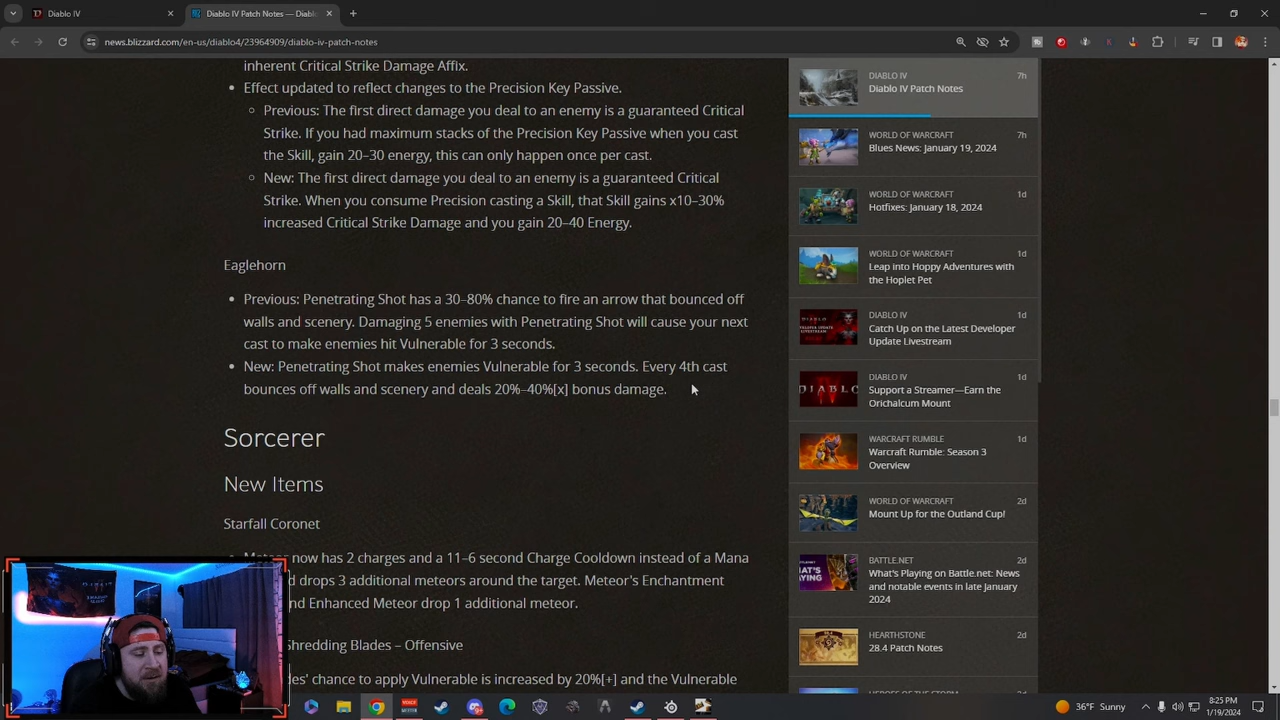 Diablo IV
Diablo IV Patch Notes — Diabl
news.blizzard.com/en-us/diablo4/23964909/diablo-iv-patch-notes
inherent Critical Strike Damage Affix.
Effect updated to reflect changes to the Precision Key Passive.
Previous: The first direct damage you deal to an enemy is a guaranteed Critical
Strike. If you had maximum stacks of the Precision Key Passive when you cast
the Skill, gain 20–30 energy, this can only happen once per cast.
New: The first direct damage you deal to an enemy is a guaranteed Critical
Strike. When you consume Precision casting a Skill, that Skill gains x10–30%
increased Critical Strike Damage and you gain 20–40 Energy.
Eaglehorn
Previous: Penetrating Shot has a 30–80% chance to fire an arrow that bounced off
walls and scenery. Damaging 5 enemies with Penetrating Shot will cause your next
cast to make enemies hit Vulnerable for 3 seconds.
New: Penetrating Shot makes enemies Vulnerable for 3 seconds. Every 4th cast
bounces off walls and scenery and deals 20%–40%[x] bonus damage.
Sorcerer
New Items
Starfall Coronet
Meteor now has 2 charges and a 11–6 second Charge Cooldown instead of a Mana
drops 3 additional meteors around the target. Meteor's Enchantment
and Enhanced Meteor drop 1 additional meteor.
Shredding Blades – Offensive
chance to apply Vulnerable is increased by 20%[+] and the Vulnerable
DIABLO IV 7h
Diablo IV Patch Notes
WORLD OF WARCRAFT 7h
Blues News: January 19, 2024
WORLD OF WARCRAFT 1d
Hotfixes: January 18, 2024
WORLD OF WARCRAFT 1d
Leap into Hoppy Adventures with
the Hoplet Pet
DIABLO IV 1d
Catch Up on the Latest Developer
Update Livestream
DIABLO IV 1d
Support a Streamer—Earn the
Orichalcum Mount
DIABLO
WARCRAFT RUMBLE 1d
Warcraft Rumble: Season 3
Overview
WORLD OF WARCRAFT 2d
Mount Up for the Outland Cup!
BATTLE.NET 2d
What's Playing on Battle.net: News
and notable events in late January
2024
HEARTHSTONE 2d
28.4 Patch Notes
36°F Sunny
8:25 PM
1/19/2024